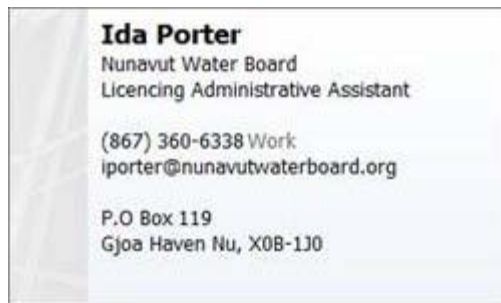 Ida Porter
Nunavut Water Board
Licencing Administrative Assistant
(867) 360-6338 Work
iporter@nunavutwaterboard.org
P.O Box 119
Gjoa Haven Nu, X0B-1J0